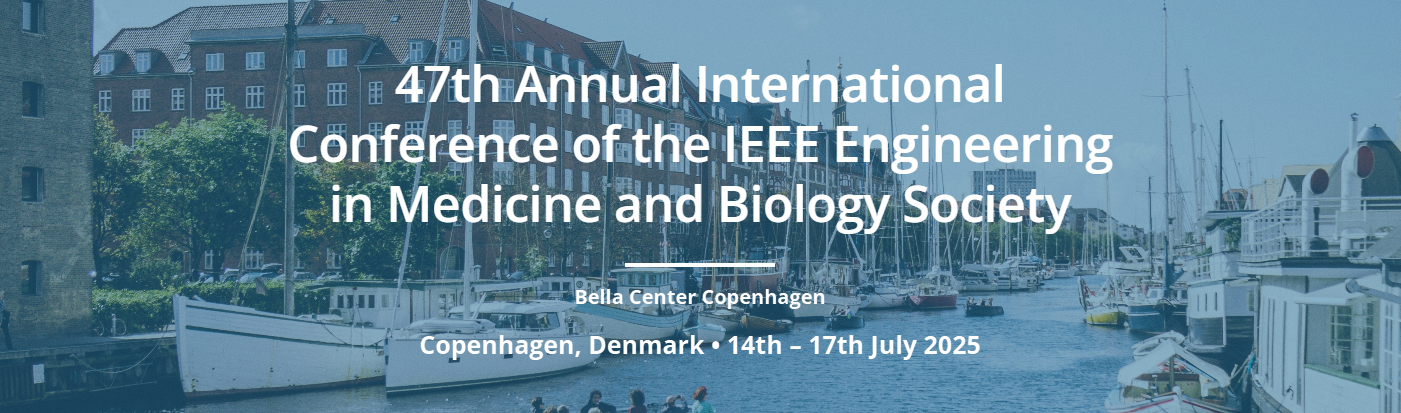 47th Annual International
Conference of the IEEE Engineering
in Medicine and Biology Society
Bella Center Copenhagen
Copenhagen, Denmark • 14th – 17th July 2025